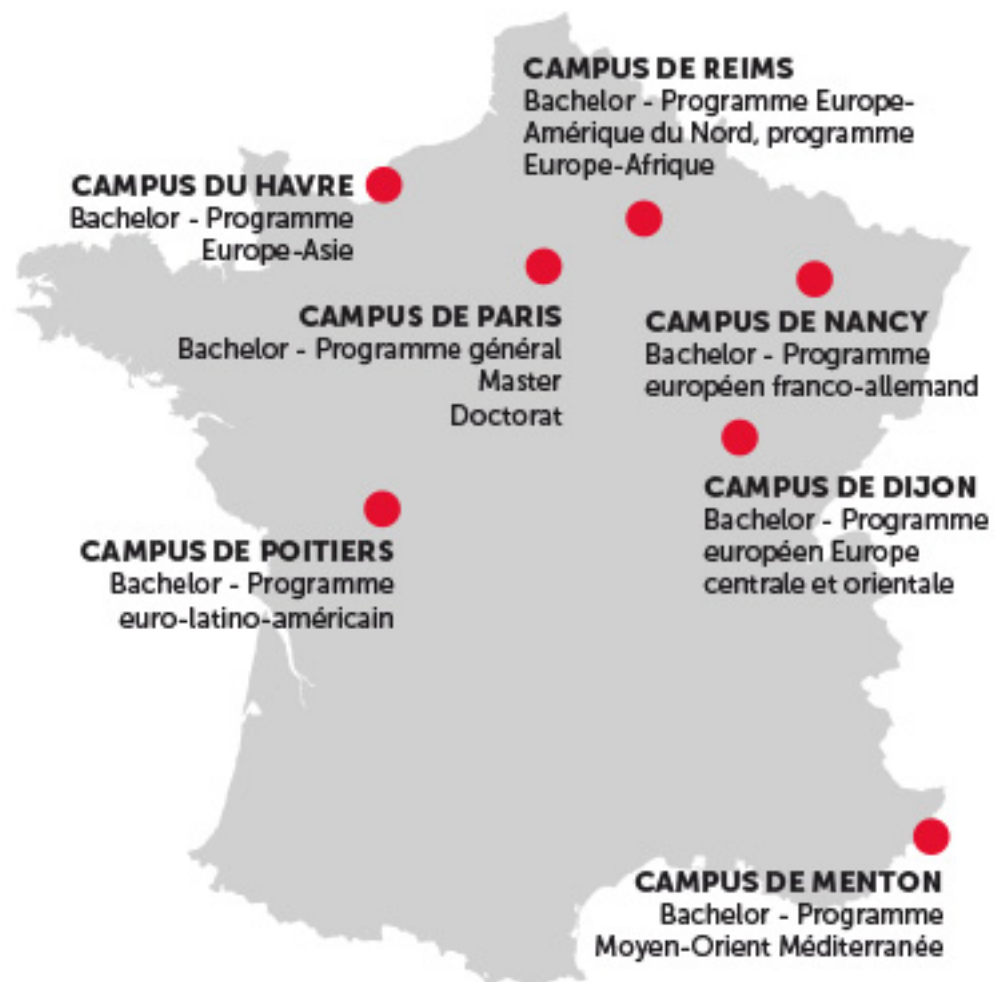 CAMPUS DE REIMS
Bachelor - Programme Europe-
Amérique du Nord, programme
Europe-Afrique
CAMPUS DU HAVRE
Bachelor - Programme
Europe-Asie
CAMPUS DE PARIS
Bachelor - Programme général
Master
Doctorat
CAMPUS DE NANCY
Bachelor - Programme
européen franco-allemand
CAMPUS DE DIJON
Bachelor - Programme
européen Europe
centrale et orientale
CAMPUS DE POITIERS
Bachelor - Programme
euro-latino-américain
CAMPUS DE MENTON
Bachelor - Programme
Moyen-Orient Méditerranée